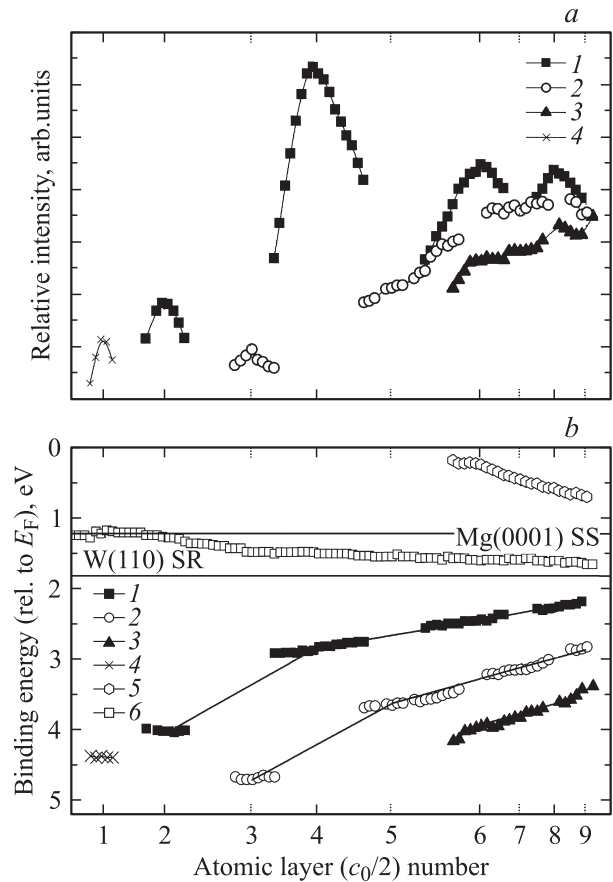 a
Relative intensity, arb.units
1
2
3
4
b
Binding energy (rel. to E_F), eV
0
1
2
3
4
5
Mg(0001) SS
W(110) SR
1
2
3
4
5
6
1 2 3 4 5 6 7 8 9
Atomic layer (c_0/2) number